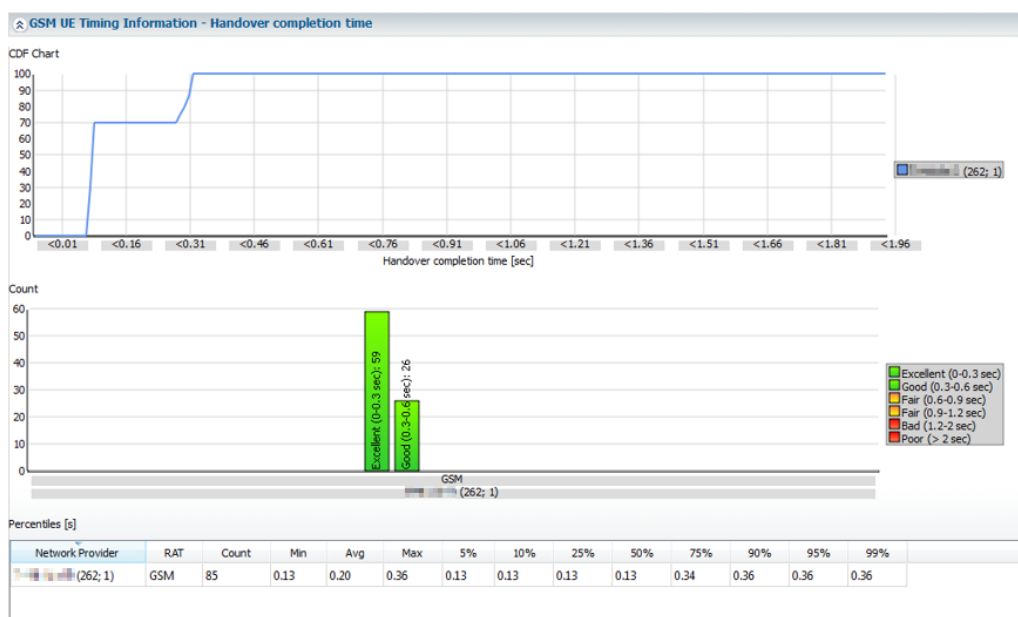 GSM UE Timing Information - Handover completion time
CDF Chart
100
90
80
70
60
50
40
30
20
10
0
<0.01 <0.16 <0.31 <0.46 <0.61 <0.76 <0.91 <1.06 <1.21 <1.36 <1.51 <1.66 <1.81 <1.96
Handover completion time [sec]
(262; 1)
Count
60
50
40
30
20
10
0
Excellent (0-0.3 sec): 59
Good (0.3-0.6 sec): 26
GSM
(262; 1)
Excellent (0-0.3 sec)
Good (0.3-0.6 sec)
Fair (0.6-0.9 sec)
Fair (0.9-1.2 sec)
Bad (1.2-2 sec)
Poor (> 2 sec)
Percentiles [s]
Network Provider RAT Count Min Avg Max 5% 10% 25% 50% 75% 90% 95% 99%
(262; 1) GSM 85 0.13 0.20 0.36 0.13 0.13 0.13 0.13 0.34 0.36 0.36 0.36